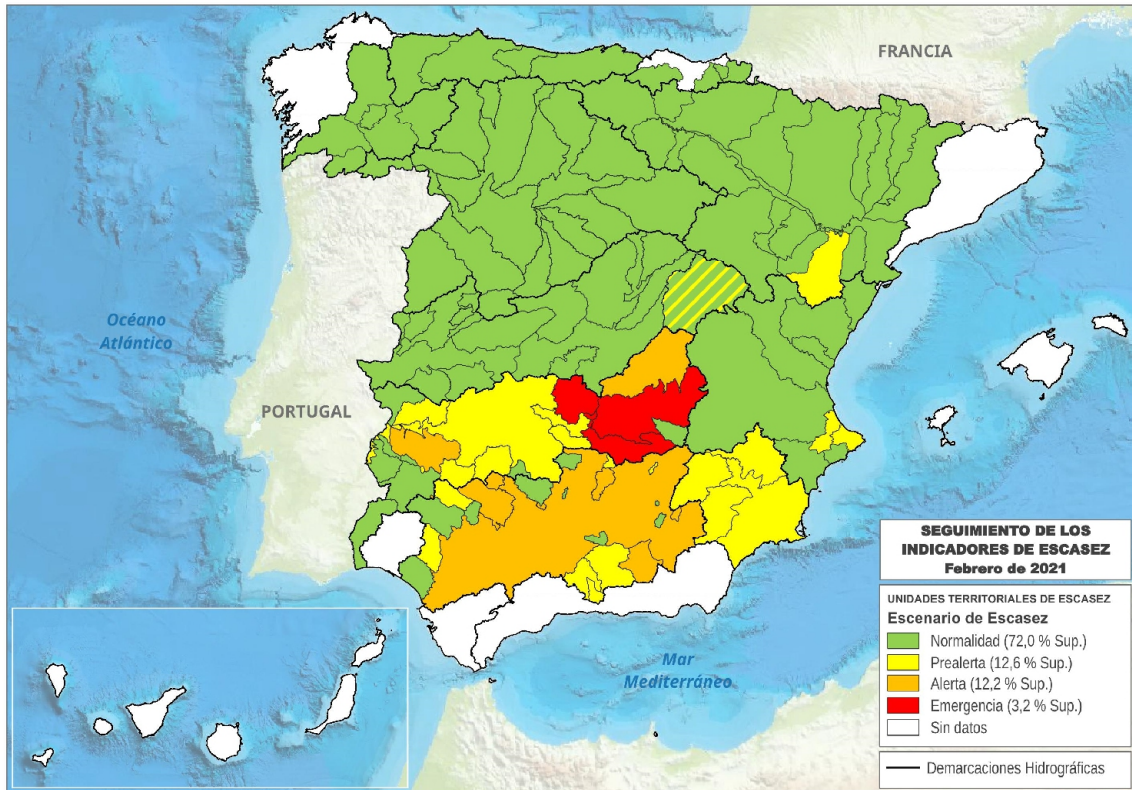 FRANCIA
Océano
Atlántico
PORTUGAL
Mar
Mediterráneo
SEGUIMIENTO DE LOS
INDICADORES DE ESCASEZ
Febrero de 2021
UNIDADES TERRITORIALES DE ESCASEZ
Escenario de Escasez
Normalidad (72,0 % Sup.)
Prealerta (12,6 % Sup.)
Alerta (12,2 % Sup.)
Emergencia (3,2 % Sup.)
Sin datos
Demarcaciones Hidrográficas